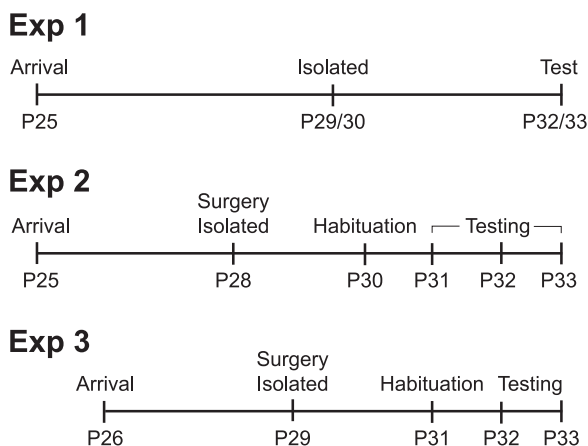 Exp 1
Arrival Isolated Test
P25 P29/30 P32/33
Exp 2
Surgery
Arrival Isolated Habituation Testing
P25 P28 P30 P31 P32 P33
Exp 3
Surgery
Arrival Isolated Habituation Testing
P26 P29 P31 P32 P33